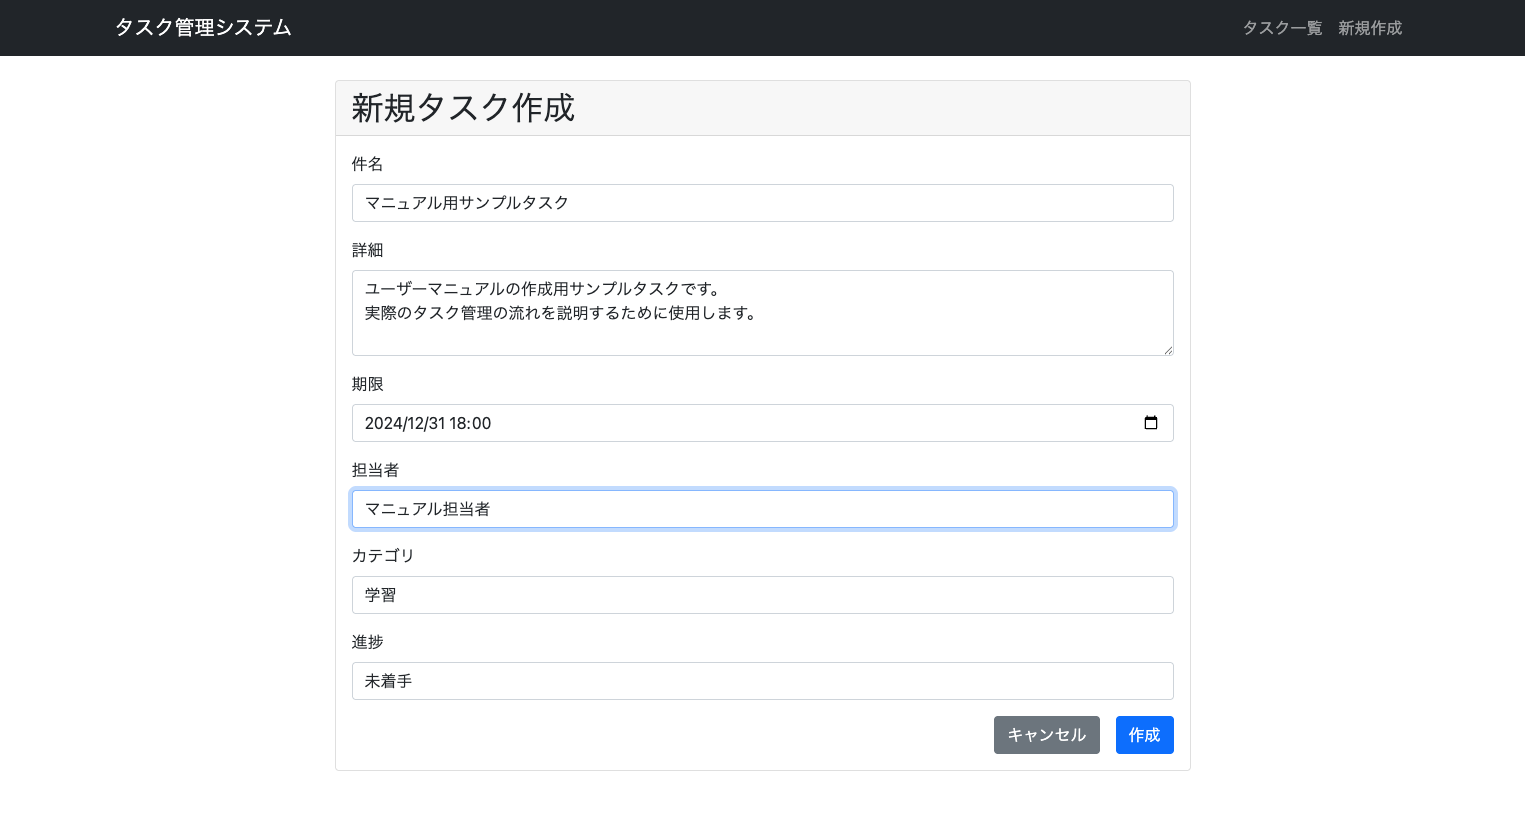 タスク管理システム
タスク一覧 新規作成
新規タスク作成
件名
マニュアル用サンプルタスク
詳細
ユーザーマニュアルの作成用サンプルタスクです。
実際のタスク管理の流れを説明するために使用します。
期限
2024/12/31 18:00
担当者
マニュアル担当者
カテゴリ
学習
進捗
未着手
キャンセル 作成